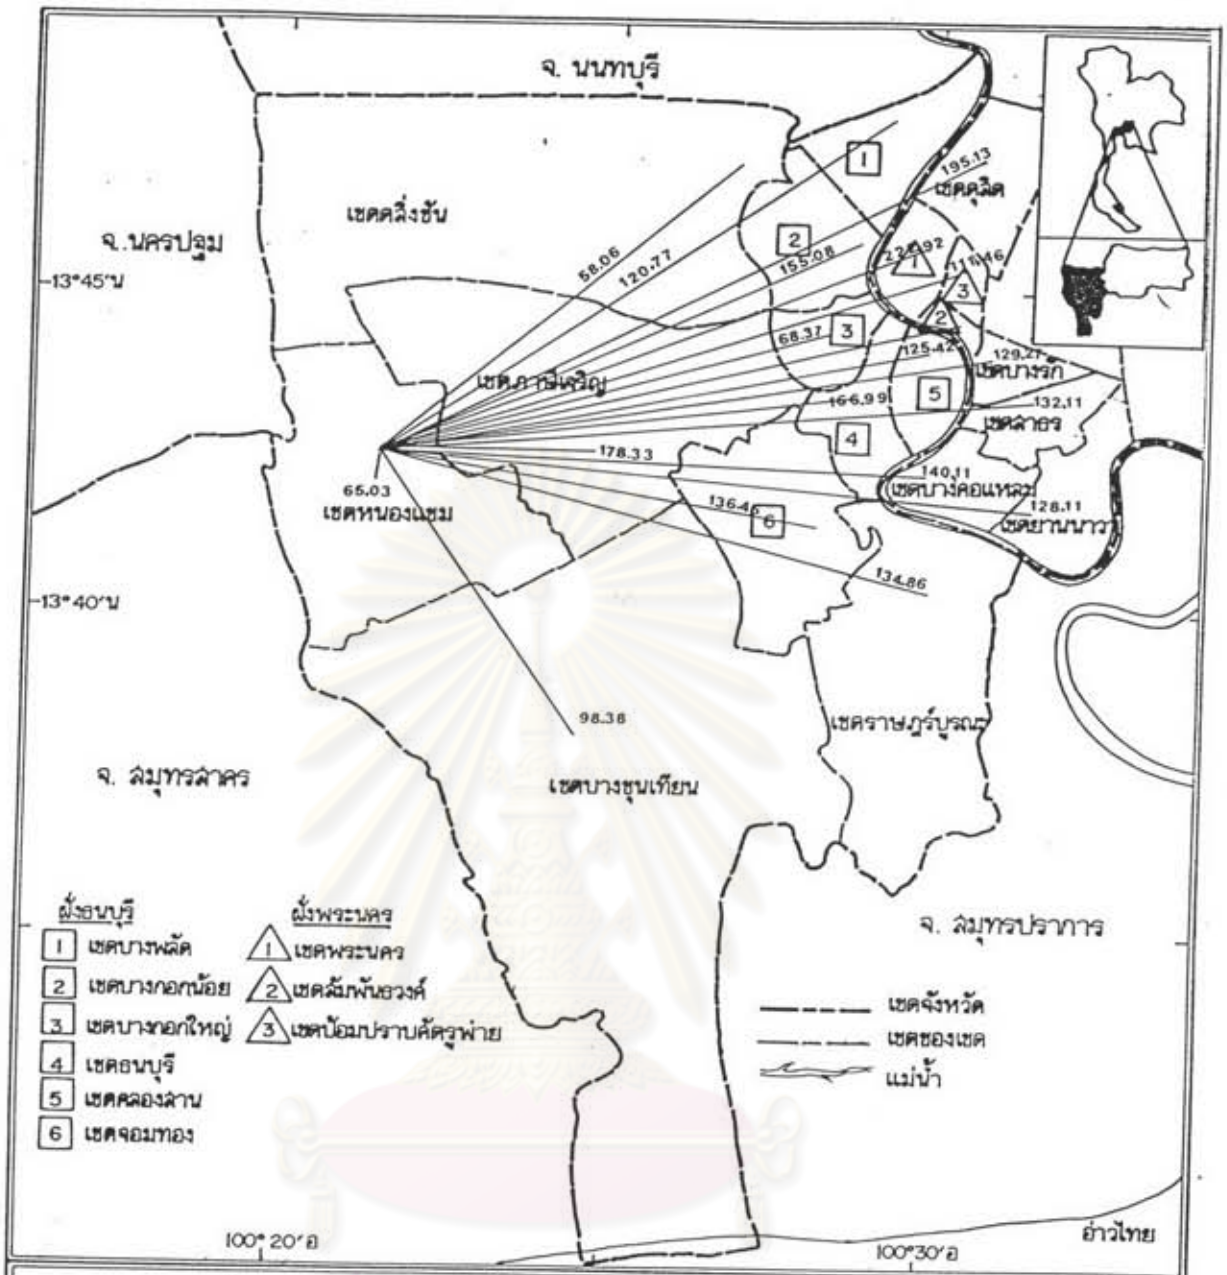 จ. นนทบุรี
1
195.13
เขตดุสิต
เขตตลิ่งชัน
จ.นครปฐม
2
58.06
120.77
155.08
1
13°45'น
3
2
3
68.37
125.42
129.27
เขตบางรัก
เขตภาษีเจริญ
5
166.99
132.11
เขตสาธร
4
178.33
140.11
65.03
เขตบางคอแหลม
เขตหนองแขม
136.45
128.11
6
เขตยานนาวา
134.86
13°40'น
98.38
เขตราษฎร์บูรณะ
จ. สมุทรสาคร
เขตบางขุนเทียน
ฝั่งธนบุรี
ฝั่งพระนคร
จ. สมุทรปราการ
1 เขตบางพลัด
1 เขตพระนคร
2 เขตบางกอกน้อย
2 เขตสัมพันธวงศ์
3 เขตบางกอกใหญ่
3 เขตป้อมปราบศัตรูพ่าย
4 เขตธนบุรี
5 เขตคลองสาน
6 เขตจอมทอง
เขตจังหวัด
เขตของเขต
แม่น้ำ
อ่าวไทย
100°20'อ
100°30'อ